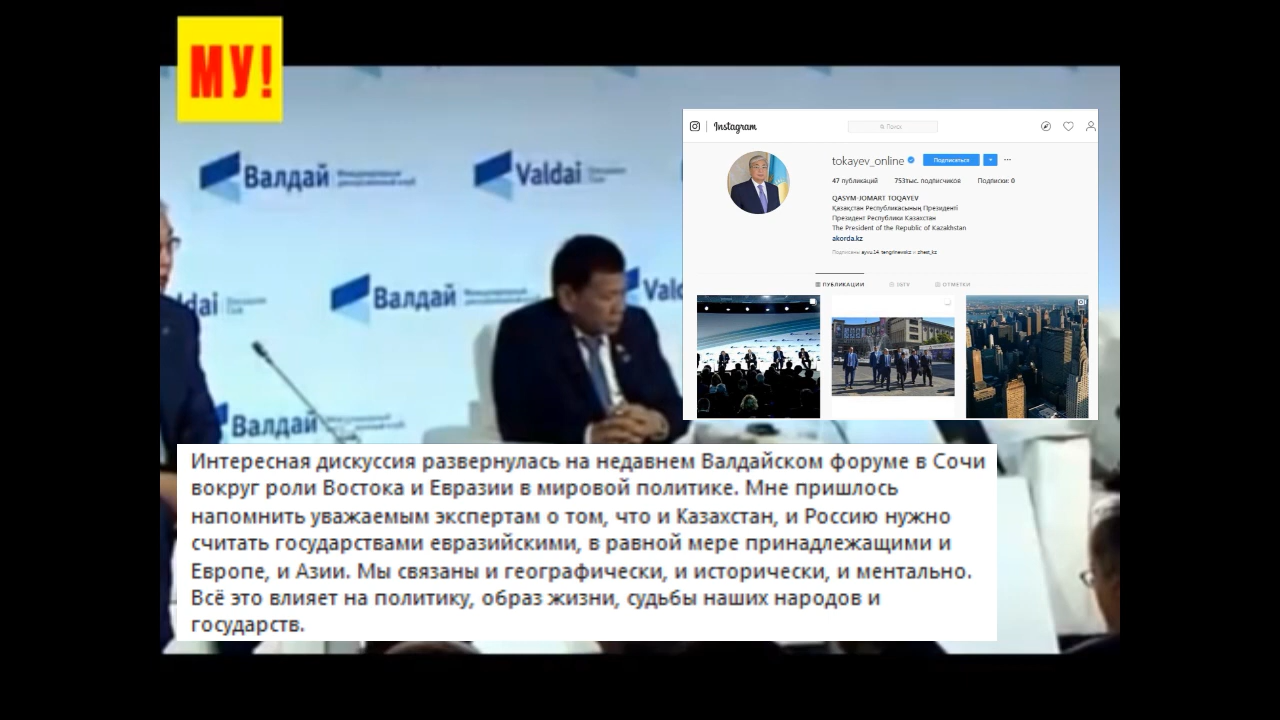 МУ!
Валдай
Valdai
Валдай
Valdai
Валдай
Instagram
Поиск
tokayev_online
Подписаться
47 публикаций 753тыс. подписчиков Подписки: 0
QASYM-JOMART TOQAYEV
Қазақстан Республикасының Президенті
Президент Республики Казахстан
The President of the Republic of Kazakhstan
akorda.kz
ПУБЛИКАЦИИ
IGTV
ОТМЕТКИ
Интересная дискуссия развернулась на недавнем Валдайском форуме в Сочи
вокруг роли Востока и Евразии в мировой политике. Мне пришлось
напомнить уважаемым экспертам о том, что и Казахстан, и Россию нужно
считать государствами евразийскими, в равной мере принадлежащими и
Европе, и Азии. Мы связаны и географически, и исторически, и ментально.
Всё это влияет на политику, образ жизни, судьбы наших народов и
государств.